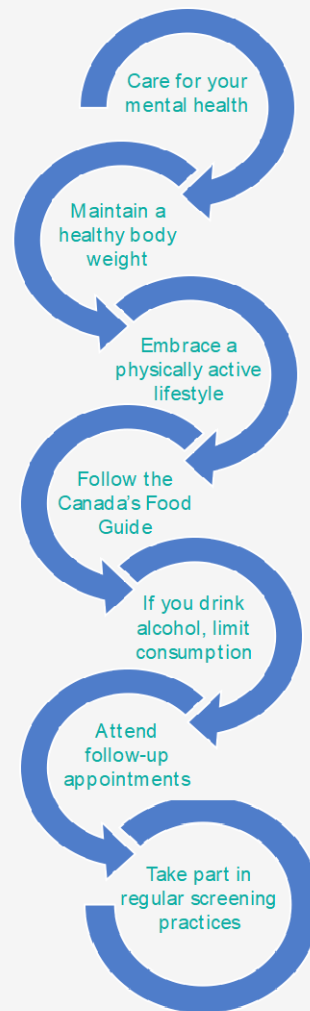 Care for your
mental health
Maintain a
healthy body
weight
Embrace a
physically active
lifestyle
Follow the
Canada's Food
Guide
If you drink
alcohol, limit
consumption
Attend
follow-up
appointments
Take part in
regular screening
practices